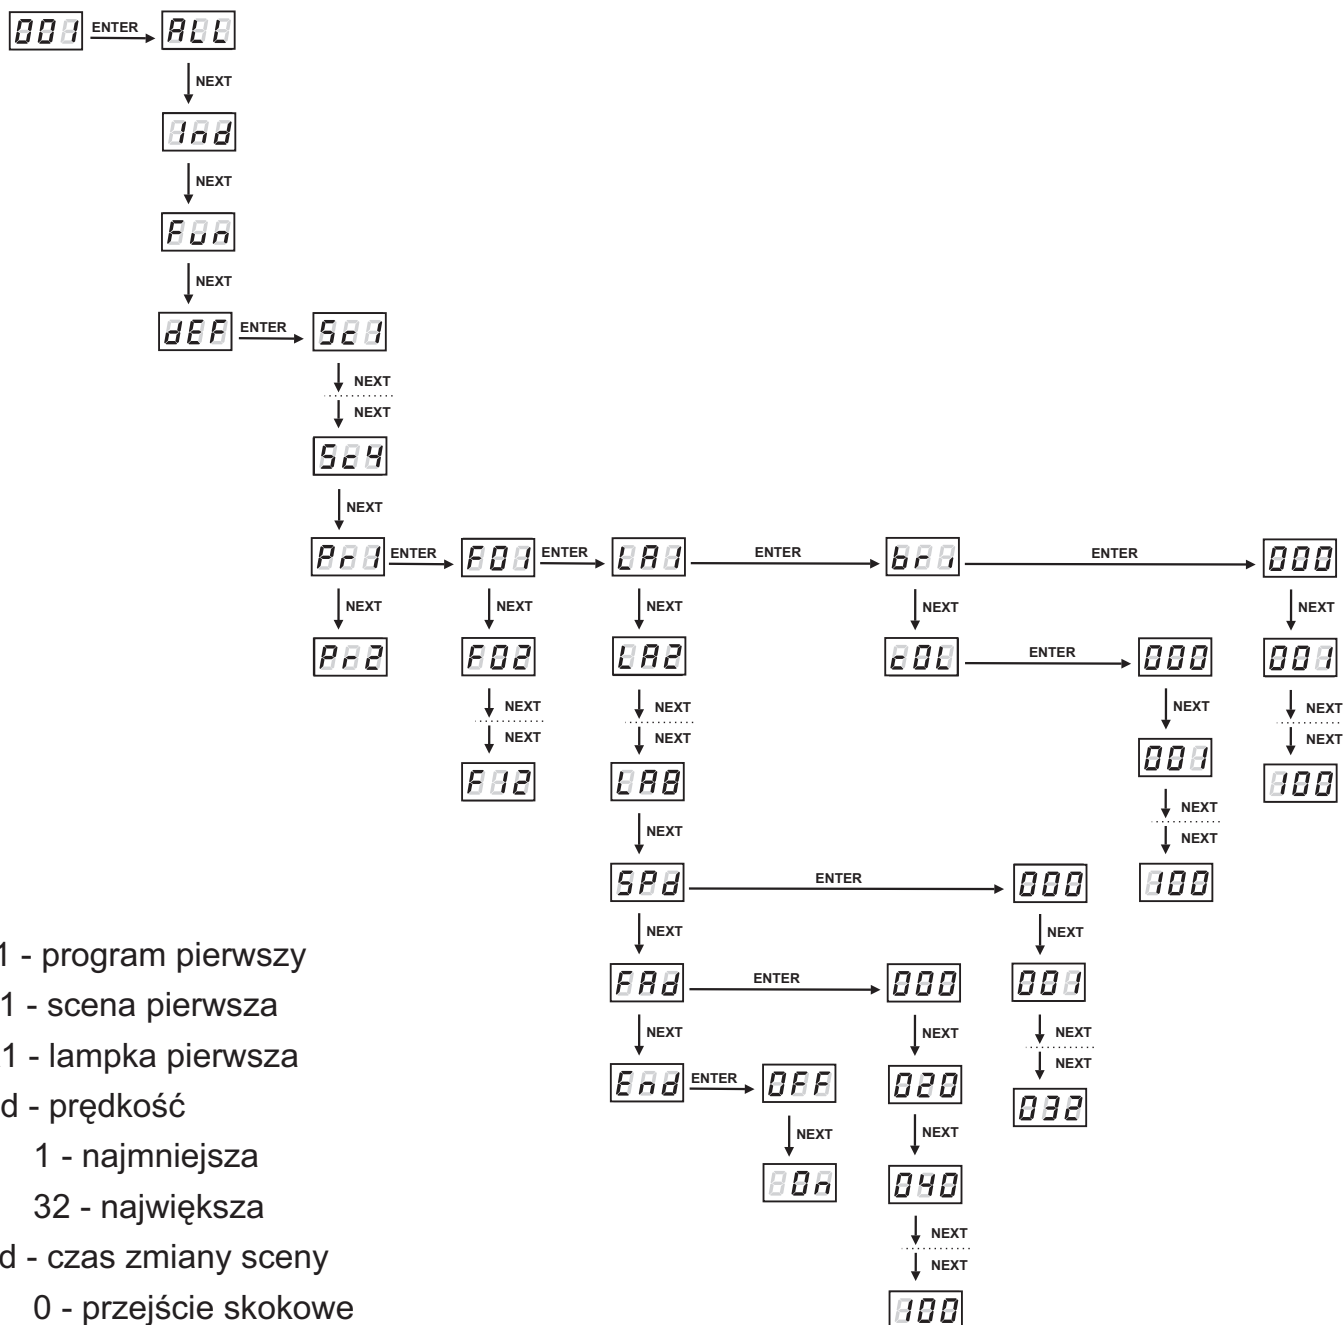 001 ENTER ALL
NEXT
Ind
NEXT
Fun
NEXT
dEF ENTER Sc1
NEXT
NEXT
Sc4
NEXT
Pr1 ENTER F01 ENTER LA1 ENTER bri ENTER 000
NEXT NEXT NEXT NEXT NEXT
Pr2 F02 LA2 cOL ENTER 000 001
NEXT NEXT NEXT NEXT
NEXT NEXT 001 NEXT
F12 LA8 NEXT 100
NEXT NEXT
SPd ENTER 000 100
NEXT NEXT
FAd ENTER 000 001
NEXT NEXT NEXT
End ENTER OFF 020 NEXT
NEXT NEXT 032
On 040
NEXT
NEXT
100
1 - program pierwszy
1 - scena pierwsza
1 - lampka pierwsza
d - prędkość
1 - najmniejsza
32 - największa
d - czas zmiany sceny
0 - przejście skokowe